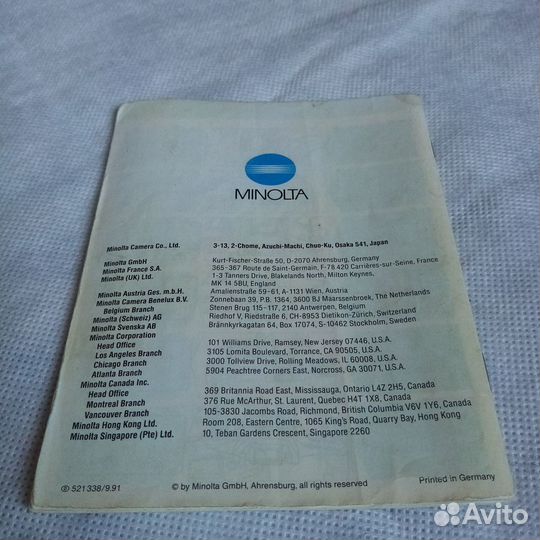 MINOLTA
Minolta Camera Co., Ltd. 3-13, 2-Chome, Azuchi-Machi, Chuo-Ku, Osaka 541, Japan
Minolta GmbH Kurt-Fischer-Straße 50, D-2070 Ahrensburg, Germany
Minolta France S.A. 365-367 Route de Saint-Germain, F-78 420 Carrières-sur-Seine, France
Minolta (UK) Ltd. 1-3 Tanners Drive, Blakelands North, Milton Keynes,
MK 14 5BU, England
Minolta Austria Ges. m.b.H. Amalienstraße 59-61, A-1131 Wien, Austria
Minolta Camera Benelux B.V. Zonnebaan 39, P.B. 1364, 3600 BJ Maarssenbroek, The Netherlands
Belgium Branch Stenen Brug 115-117, 2140 Antwerpen, Belgium
Minolta (Schweiz) AG Riedhof V, Riedstraße 6, CH-8953 Dietikon-Zürich, Switzerland
Minolta Svenska AB Brännkyrkagatan 64, Box 17074, S-10462 Stockholm, Sweden
Minolta Corporation
Head Office 101 Williams Drive, Ramsey, New Jersey 07446, U.S.A.
Los Angeles Branch 3105 Lomita Boulevard, Torrance, CA 90505, U.S.A.
Chicago Branch 3000 Tollview Drive, Rolling Meadows, IL 60008, U.S.A.
Atlanta Branch 5904 Peachtree Corners East, Norcross, GA 30071, U.S.A.
Minolta Canada Inc.
Head Office 369 Britannia Road East, Mississauga, Ontario L4Z 2H5, Canada
Montreal Branch 376 Rue McArthur, St. Laurent, Quebec H4T 1X8, Canada
Vancouver Branch 105-3830 Jacombs Road, Richmond, British Columbia V6V 1Y6, Canada
Minolta Hong Kong Ltd. Room 208, Eastern Centre, 1065 King's Road, Quarry Bay, Hong Kong
Minolta Singapore (Pte) Ltd. 10, Teban Gardens Crescent, Singapore 2260
521338/9.91 © by Minolta GmbH, Ahrensburg, all rights reserved Printed in Germany
Avito